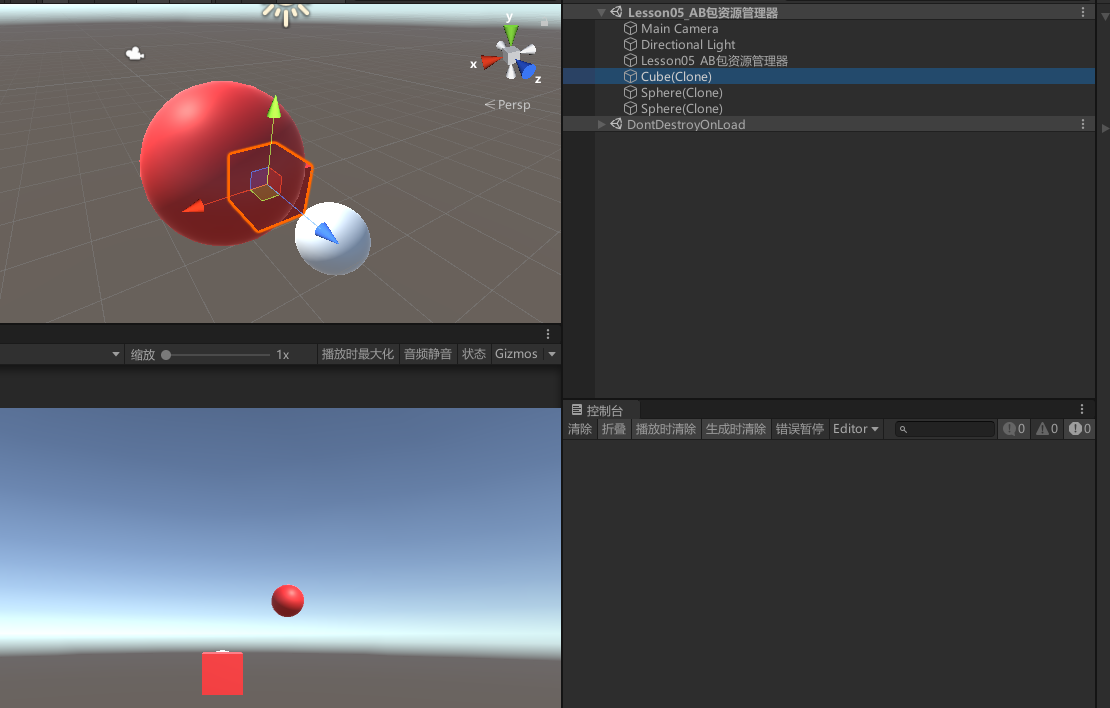 y
x
z
Persp
缩放 1x 播放时最大化 音频静音 状态 Gizmos
Lesson05_AB包资源管理器
Main Camera
Directional Light
Lesson05_AB包资源管理器
Cube(Clone)
Sphere(Clone)
Sphere(Clone)
DontDestroyOnLoad
控制台
清除 折叠 播放时清除 生成时清除 错误暂停 Editor 0 0 0